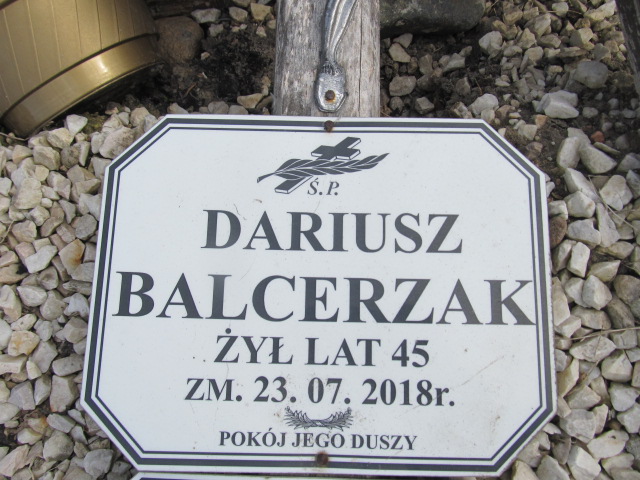 Ś.P.
DARIUSZ
BALCERZAK
ŻYŁ LAT 45
ZM. 23. 07. 2018r.
POKÓJ JEGO DUSZY